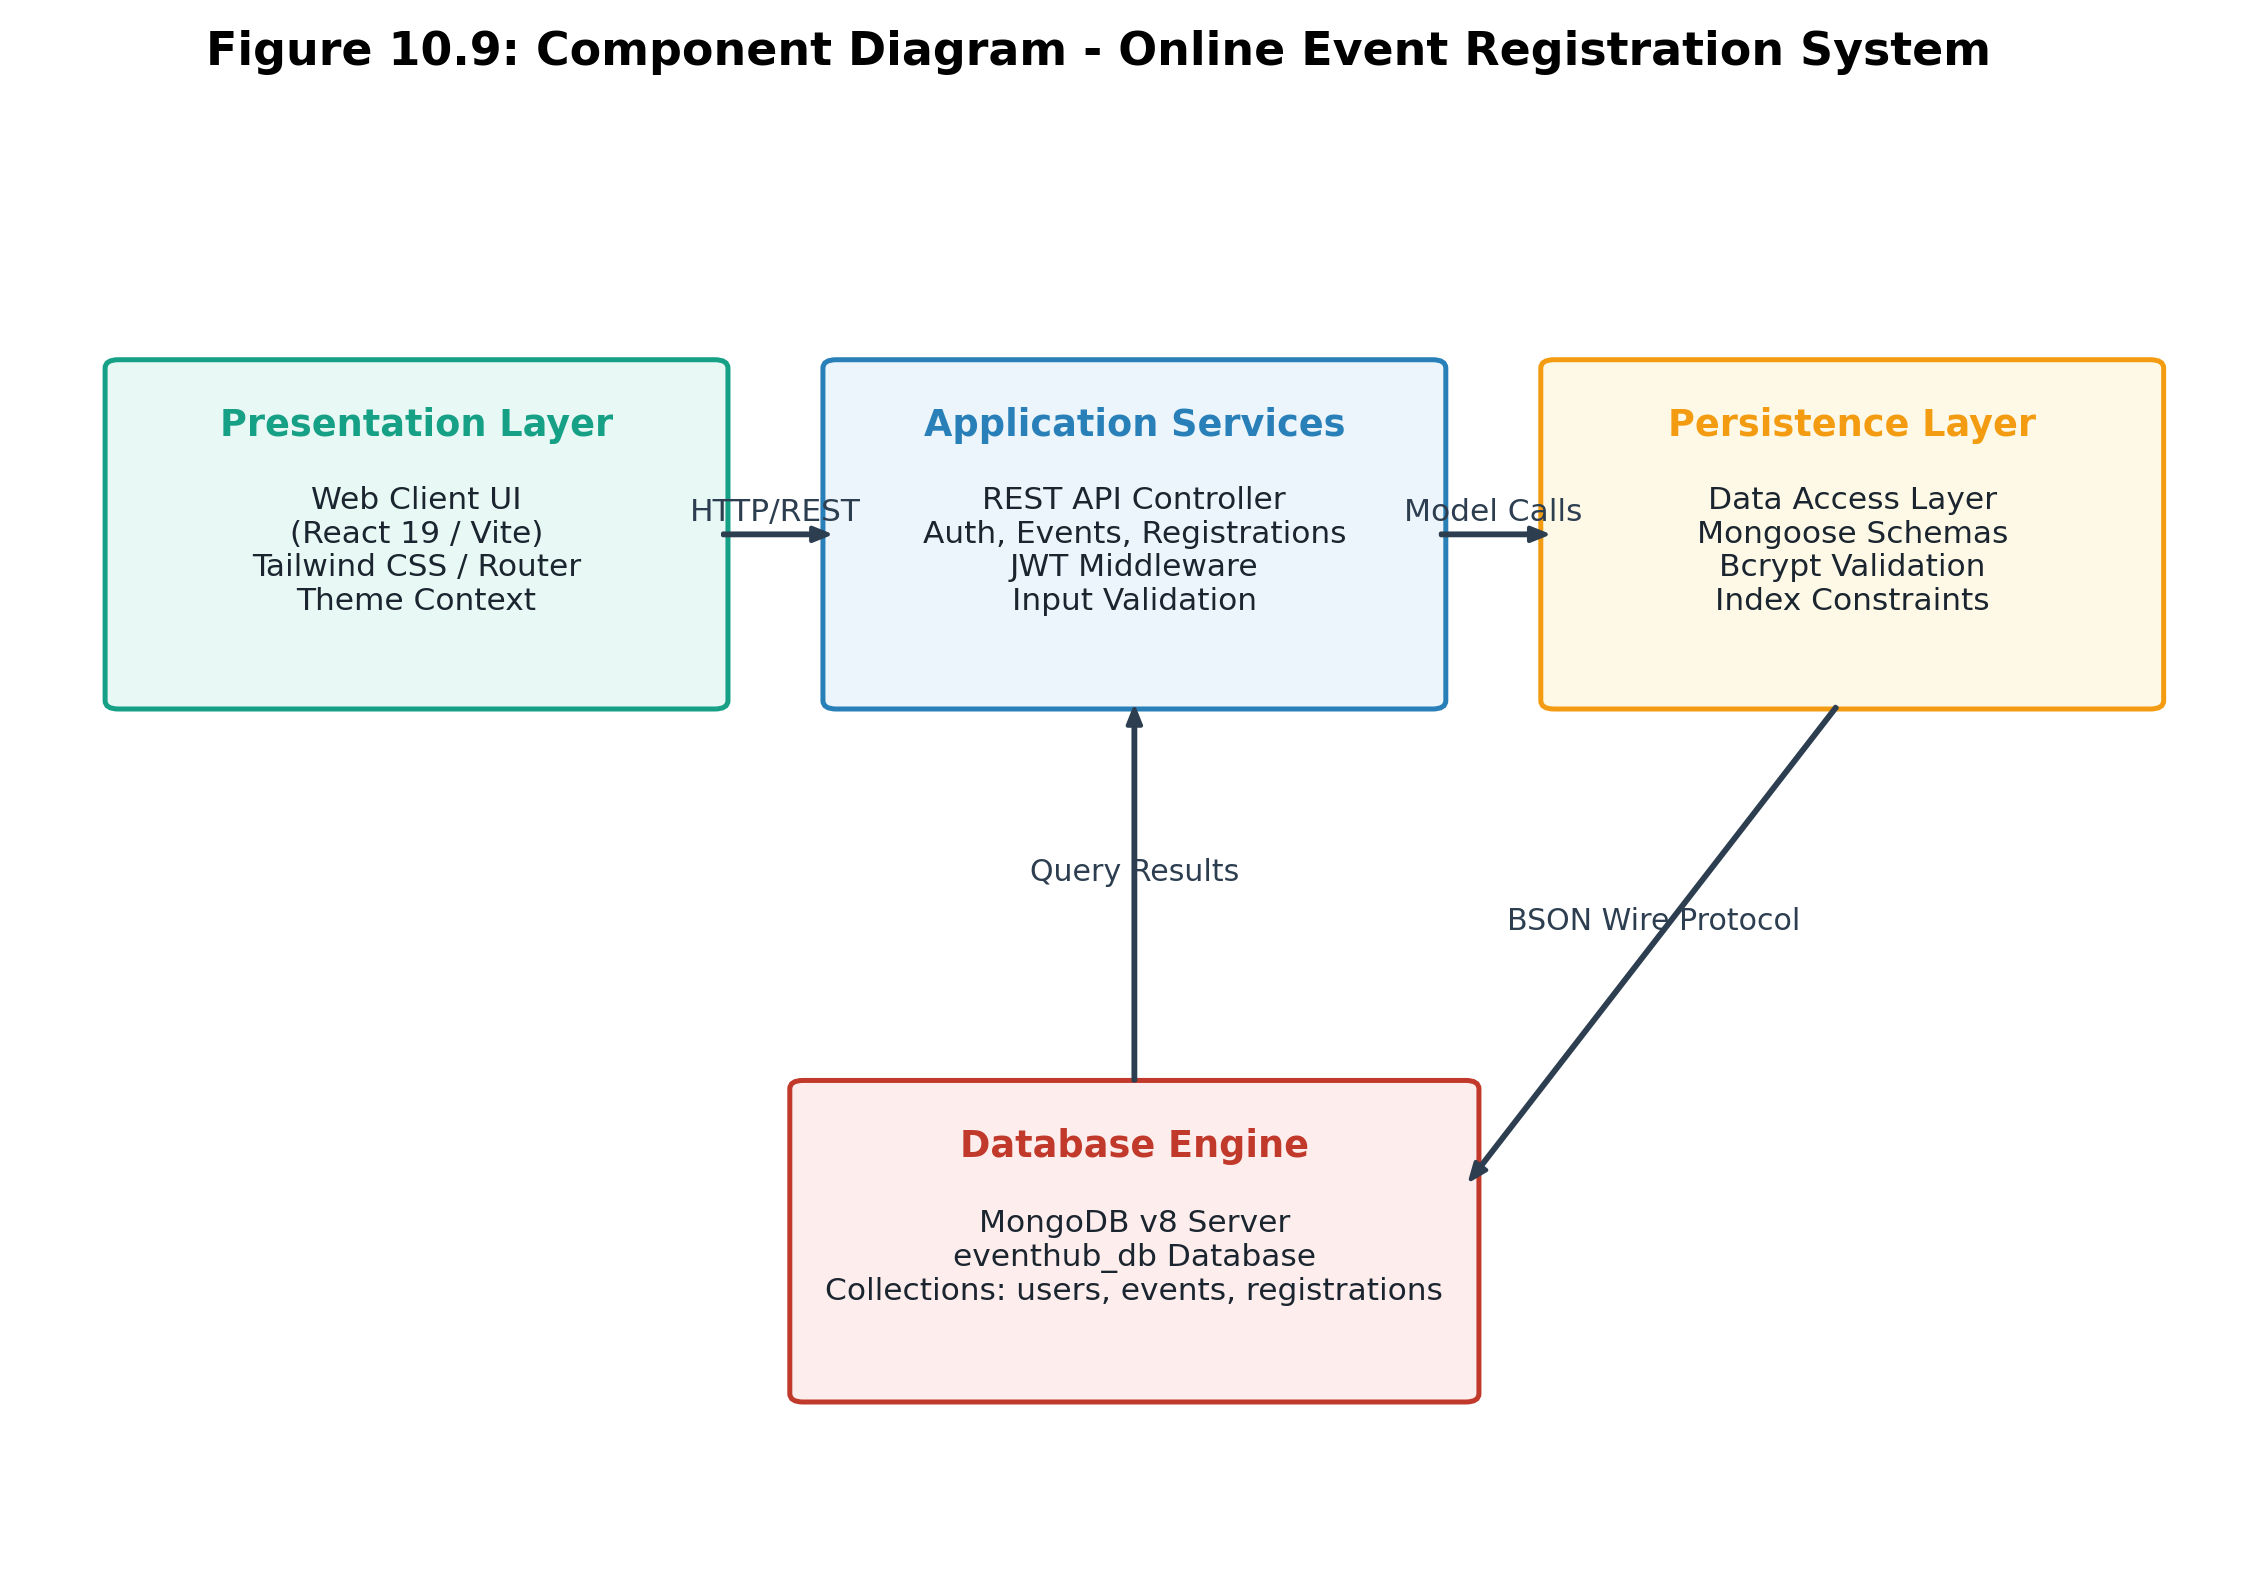 Figure 10.9: Component Diagram - Online Event Registration System
Presentation Layer
Web Client UI
(React 19 / Vite)
Tailwind CSS / Router
Theme Context
HTTP/REST
Application Services
REST API Controller
Auth, Events, Registrations
JWT Middleware
Input Validation
Model Calls
Persistence Layer
Data Access Layer
Mongoose Schemas
Bcrypt Validation
Index Constraints
Query Results
BSON Wire Protocol
Database Engine
MongoDB v8 Server
eventhub_db Database
Collections: users, events, registrations